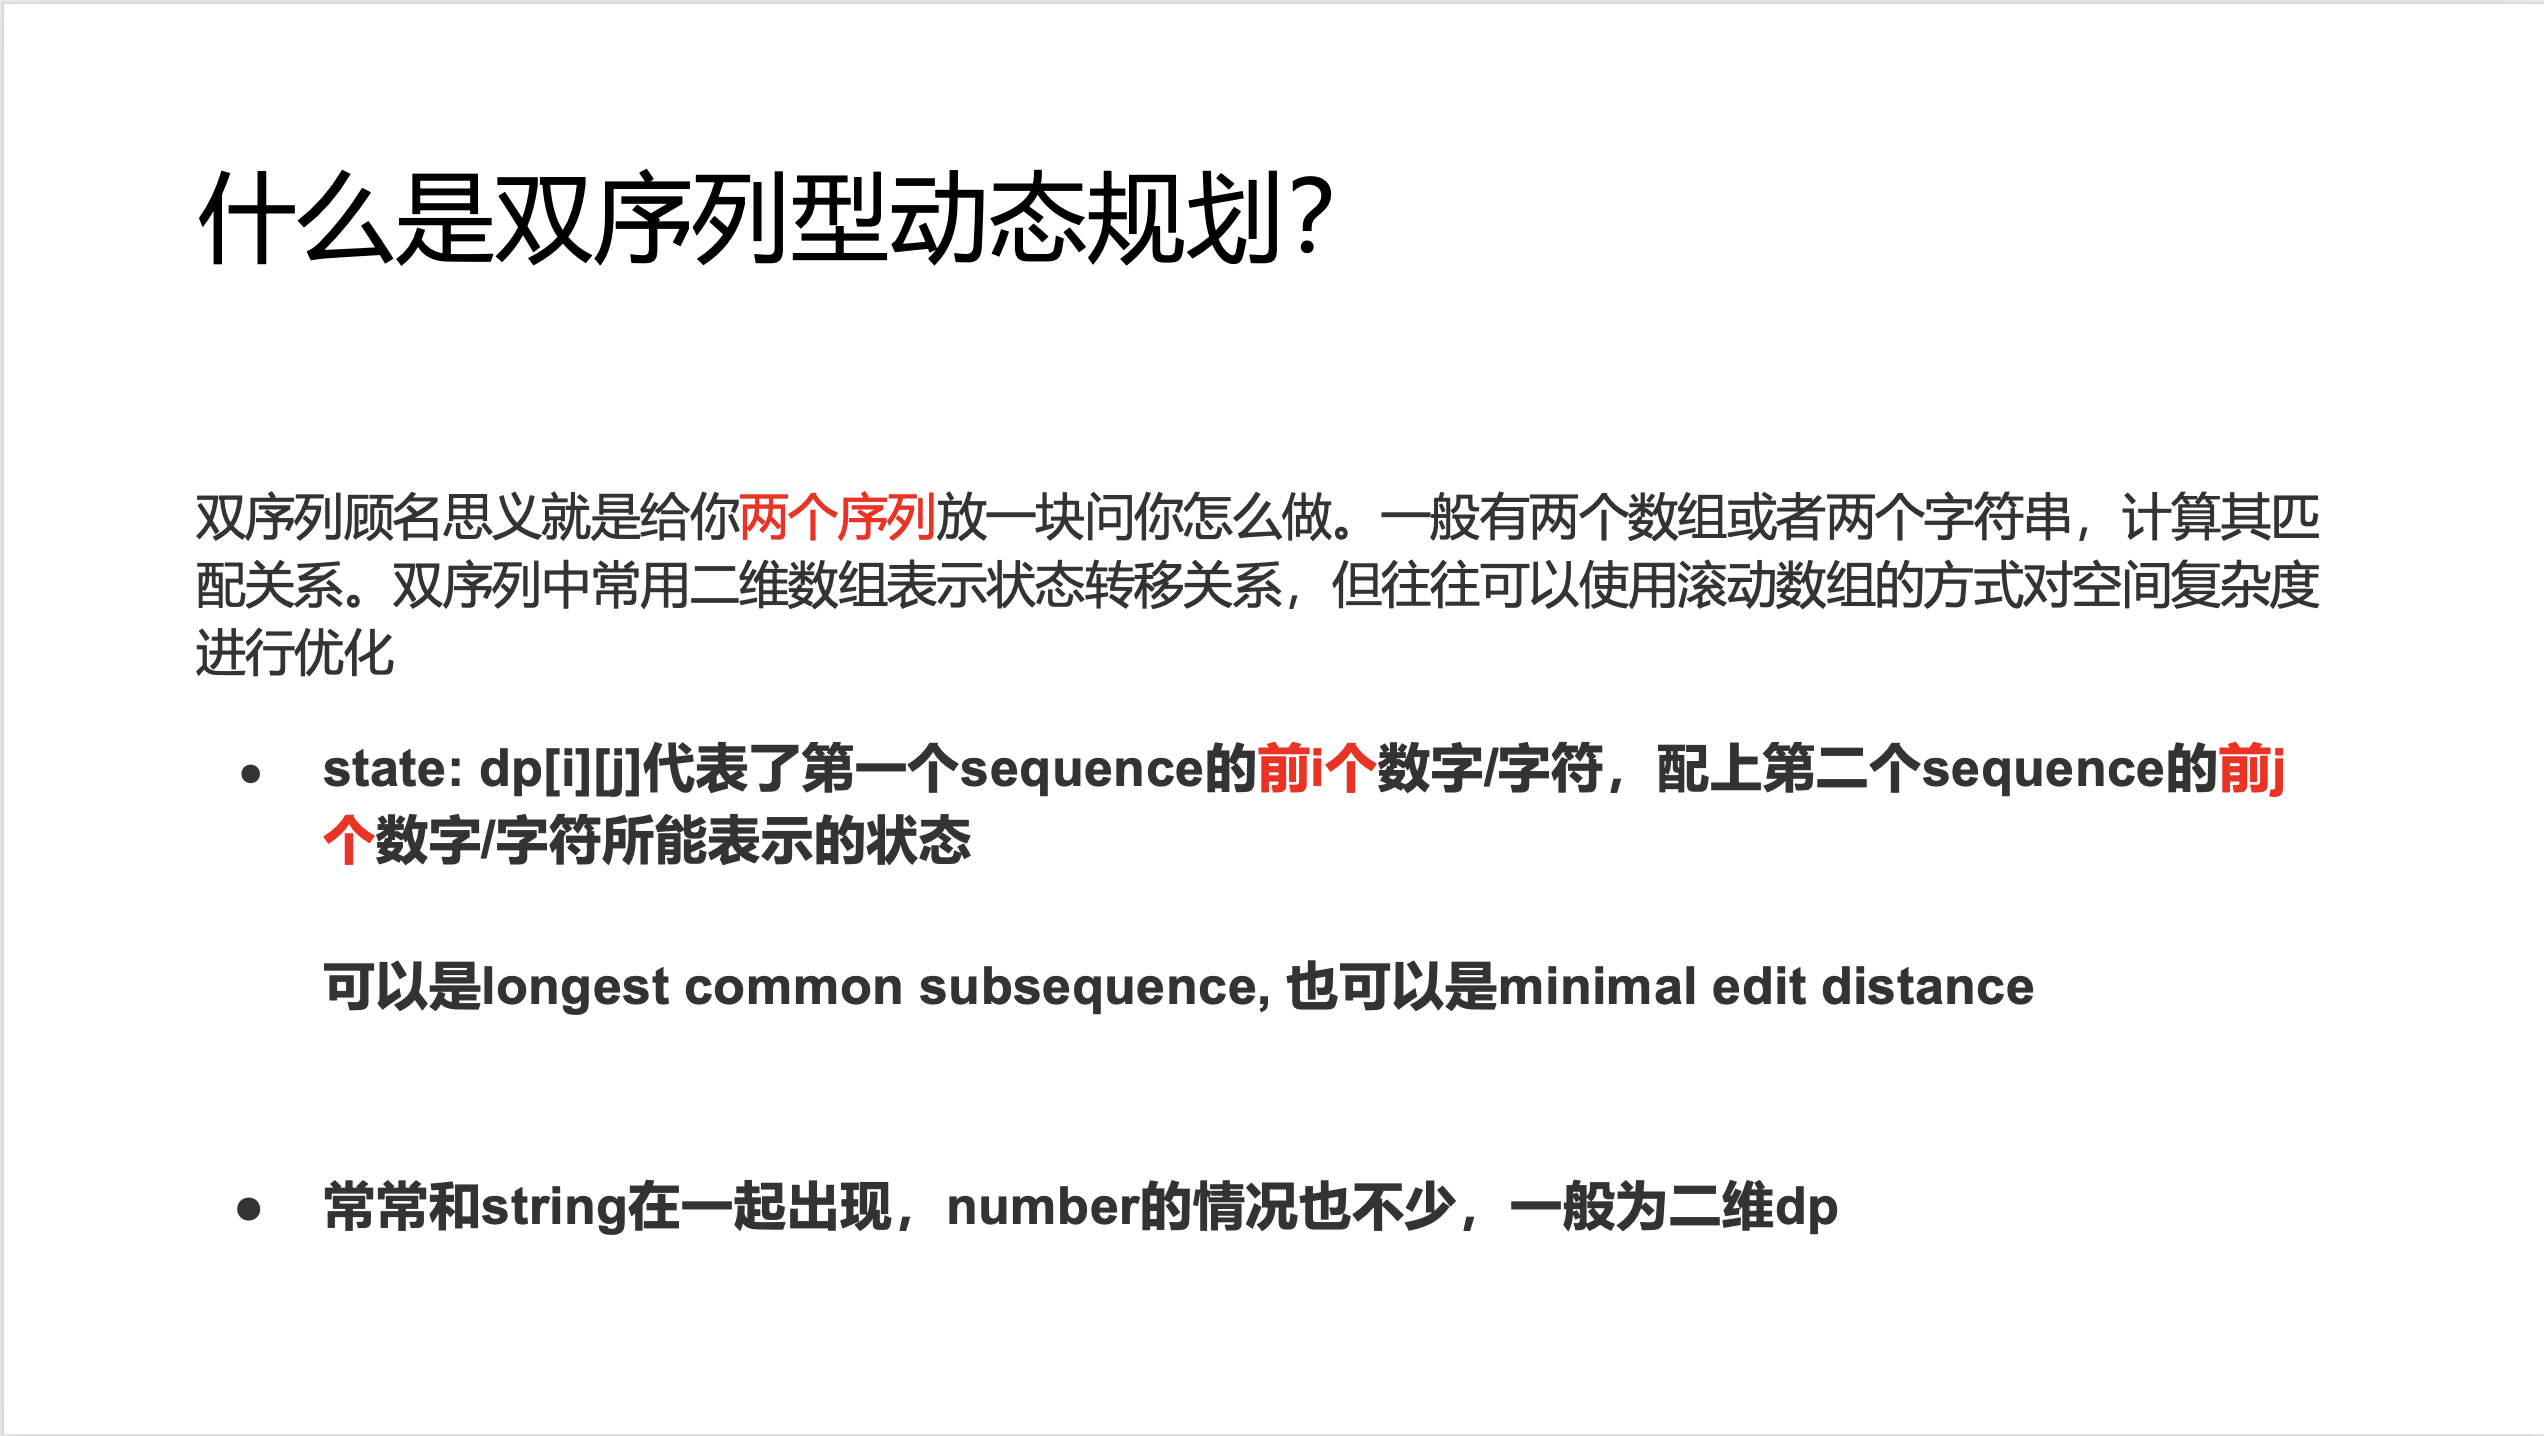 什么是双序列型动态规划？
双序列顾名思义就是给你两个序列放一块问你怎么做。一般有两个数组或者两个字符串，计算其匹
配关系。双序列中常用二维数组表示状态转移关系，但往往可以使用滚动数组的方式对空间复杂度
进行优化
● state: dp[i][j]代表了第一个sequence的前i个数字/字符，配上第二个sequence的前j
个数字/字符所能表示的状态
可以是longest common subsequence, 也可以是minimal edit distance
● 常常和string在一起出现，number的情况也不少，一般为二维dp